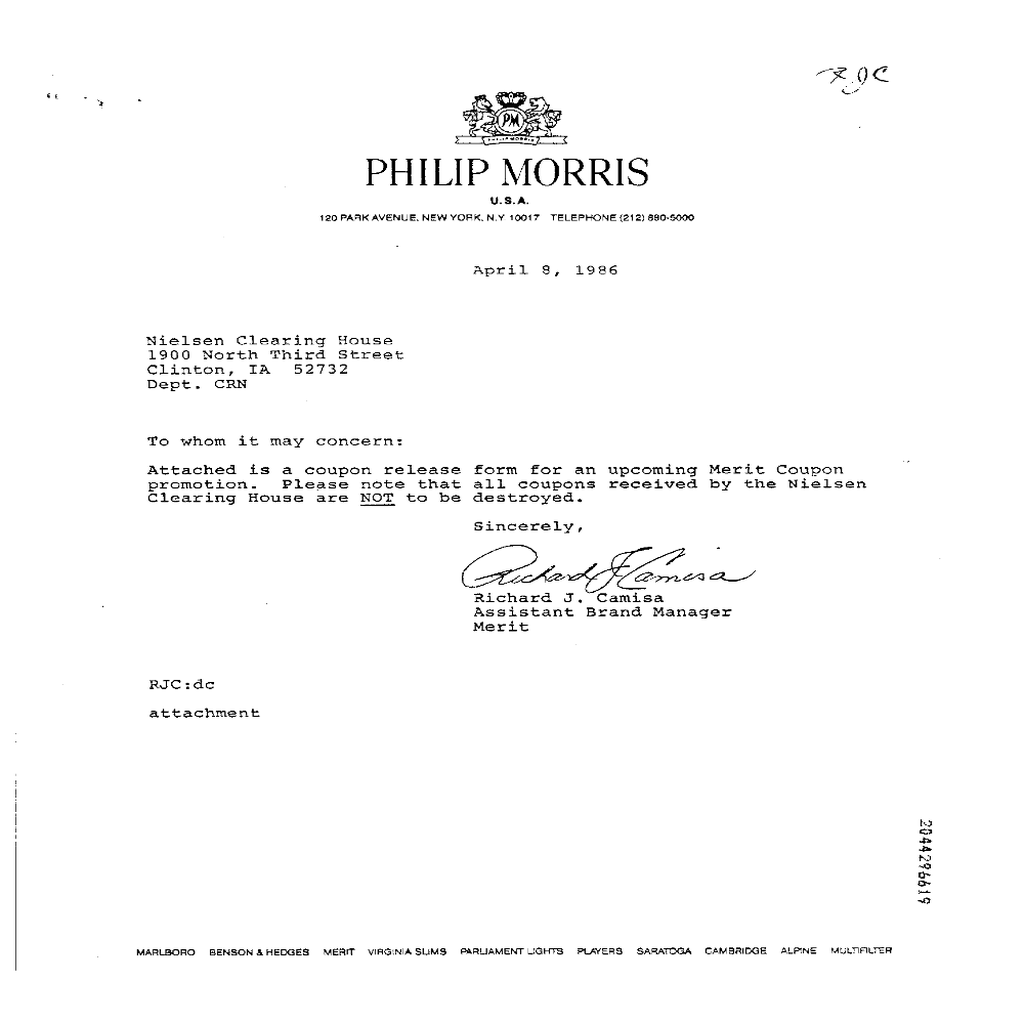 RJC
PM
PHILIP MORRIS
PHILIP MORRIS
U.S.A.
120 PARK AVENUE, NEW YORK, N.Y. 10017 TELEPHONE (212) 880-5000
April 8, 1986
Nielsen Clearing House
1900 North Third Street
Clinton, IA 52732
Dept. CRN
To whom it may concern:
Attached is a coupon release form for an upcoming Merit Coupon
promotion. Please note that all coupons received by the Nielsen
Clearing House are NOT to be destroyed.
Sincerely,
Richard J Camisa
Richard J. Camisa
Assistant Brand Manager
Merit
RJC:dc
attachment
2044296619
MARLBORO BENSON & HEDGES MERIT VIRGINIA SLIMS PARLIAMENT LIGHTS PLAYERS SARATOGA CAMBRIDGE ALPINE MULTIFILTER